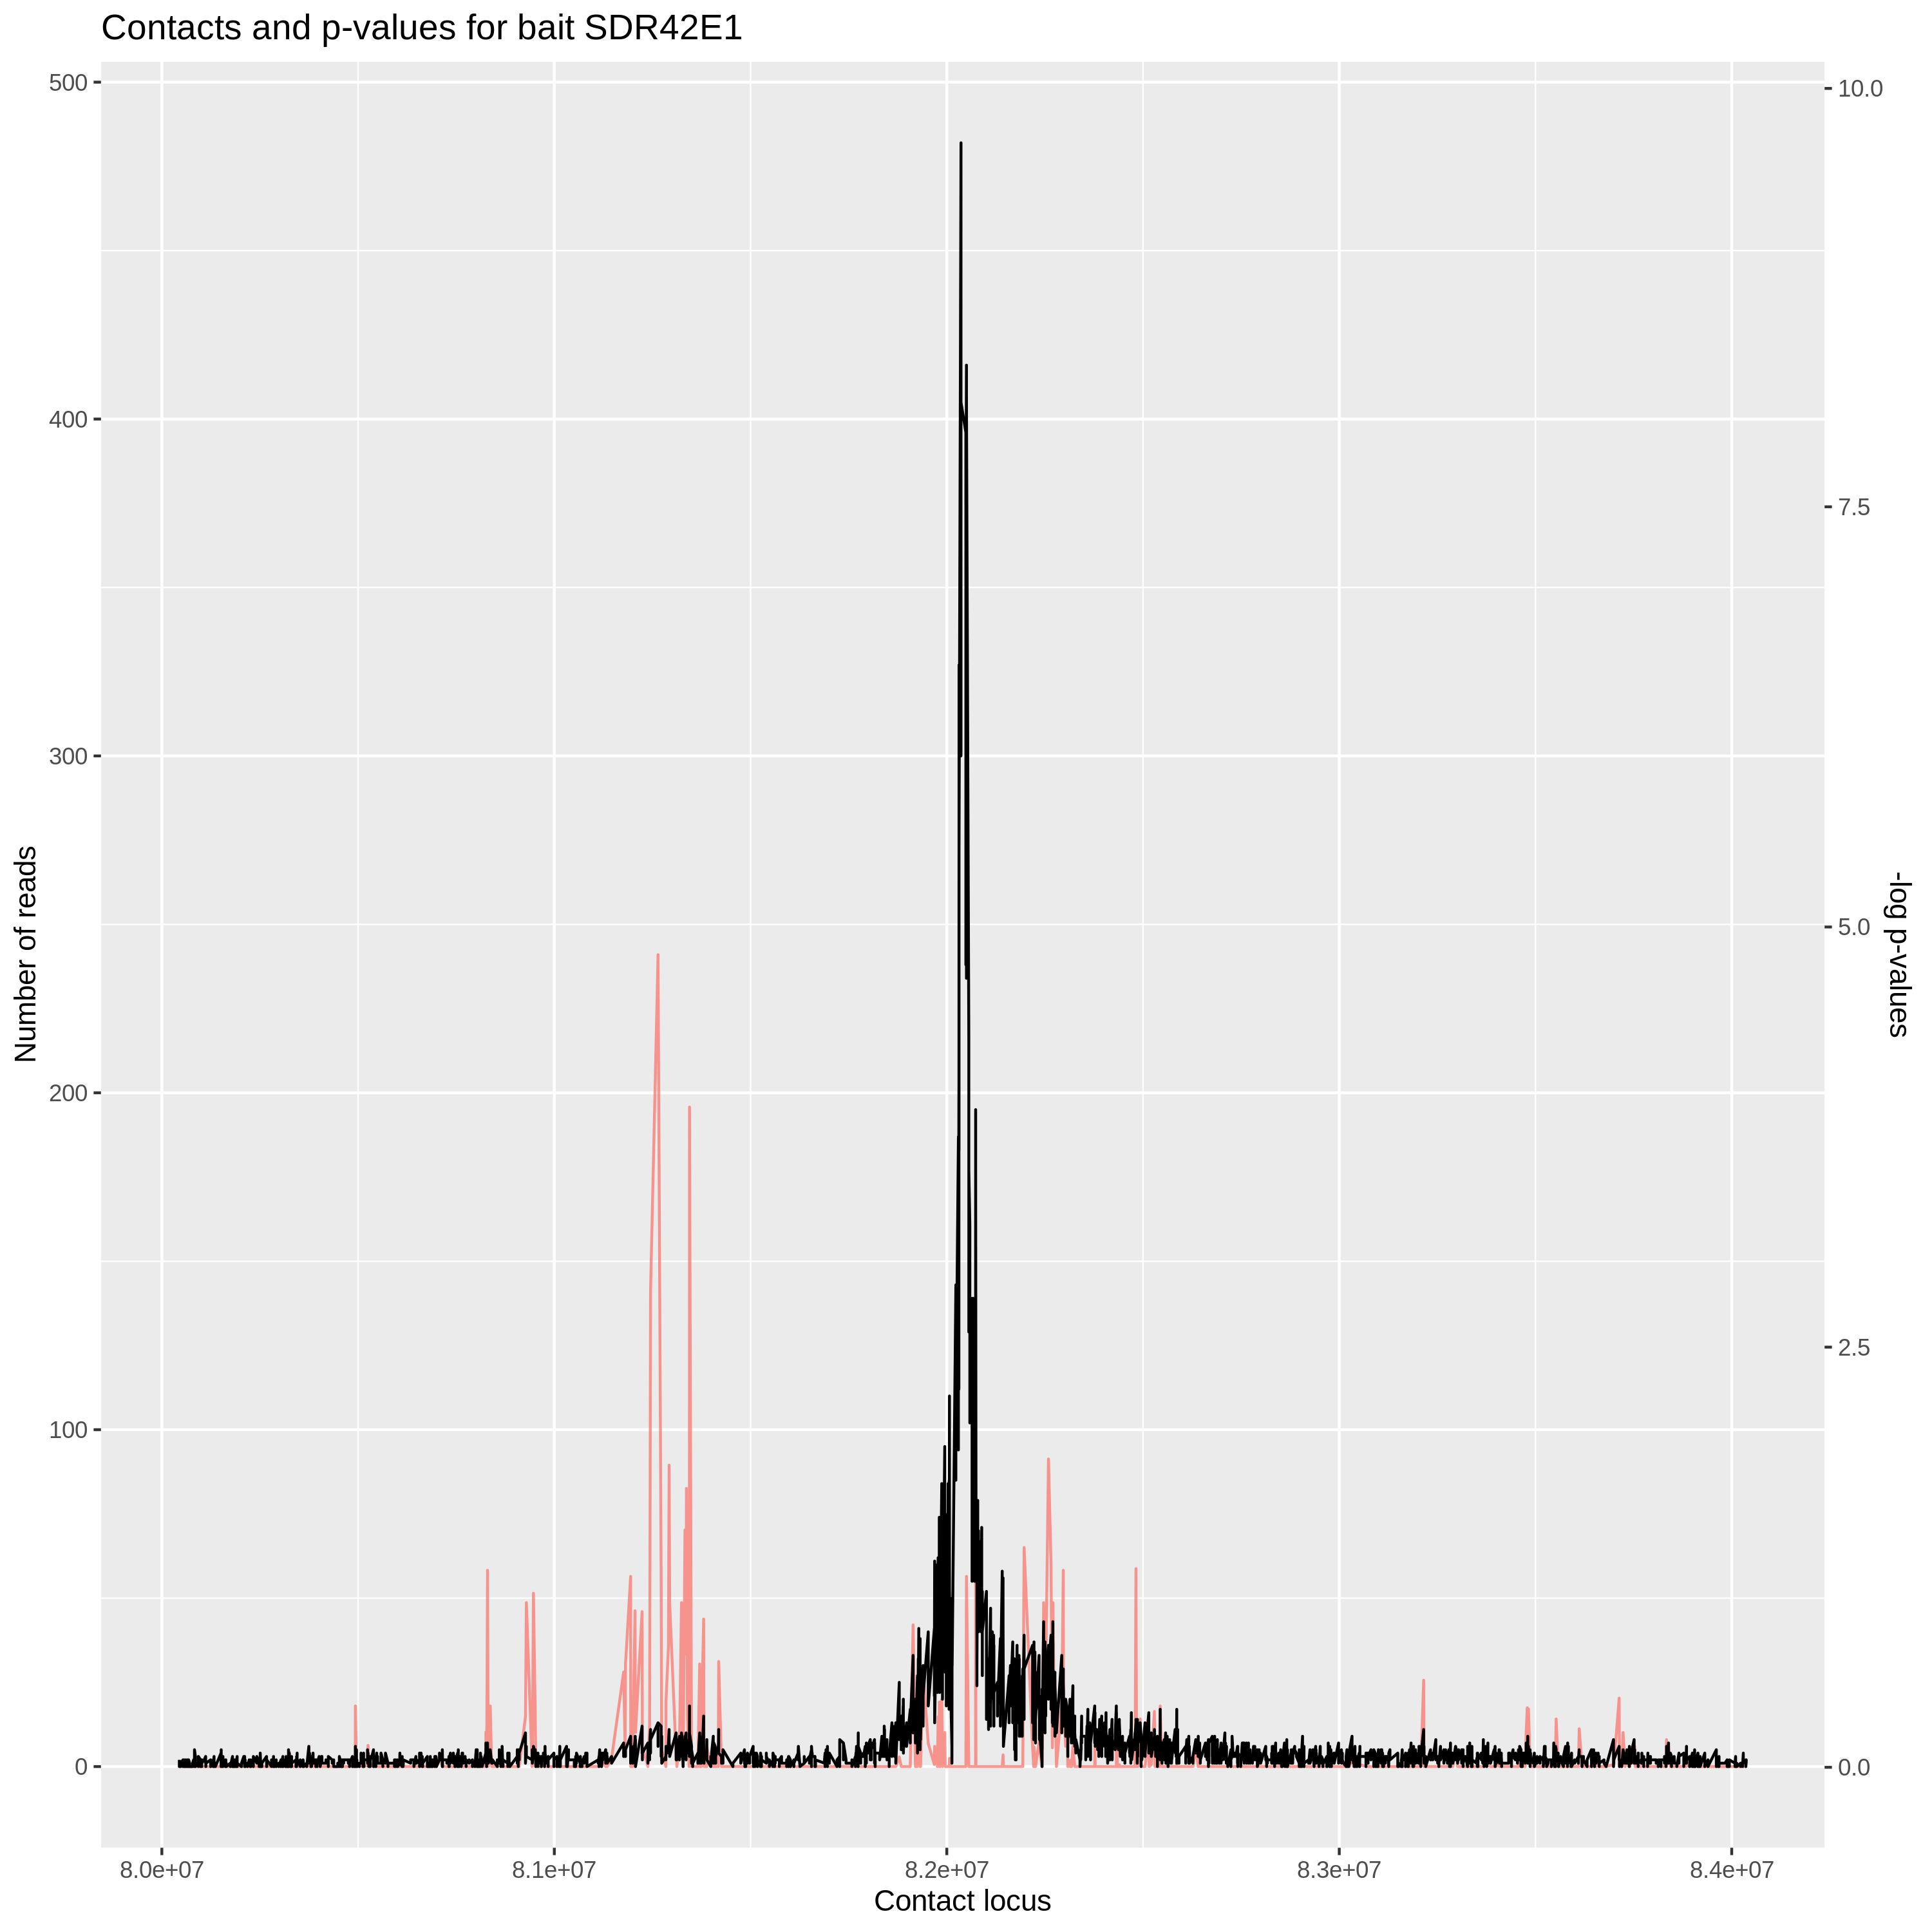 Contacts and p-values for bait SDR42E1
500
400
300
200
100
0
Number of reads
10.0
7.5
5.0
2.5
0.0
-log p-values
8.0e+07
8.1e+07
8.2e+07
8.3e+07
8.4e+07
Contact locus